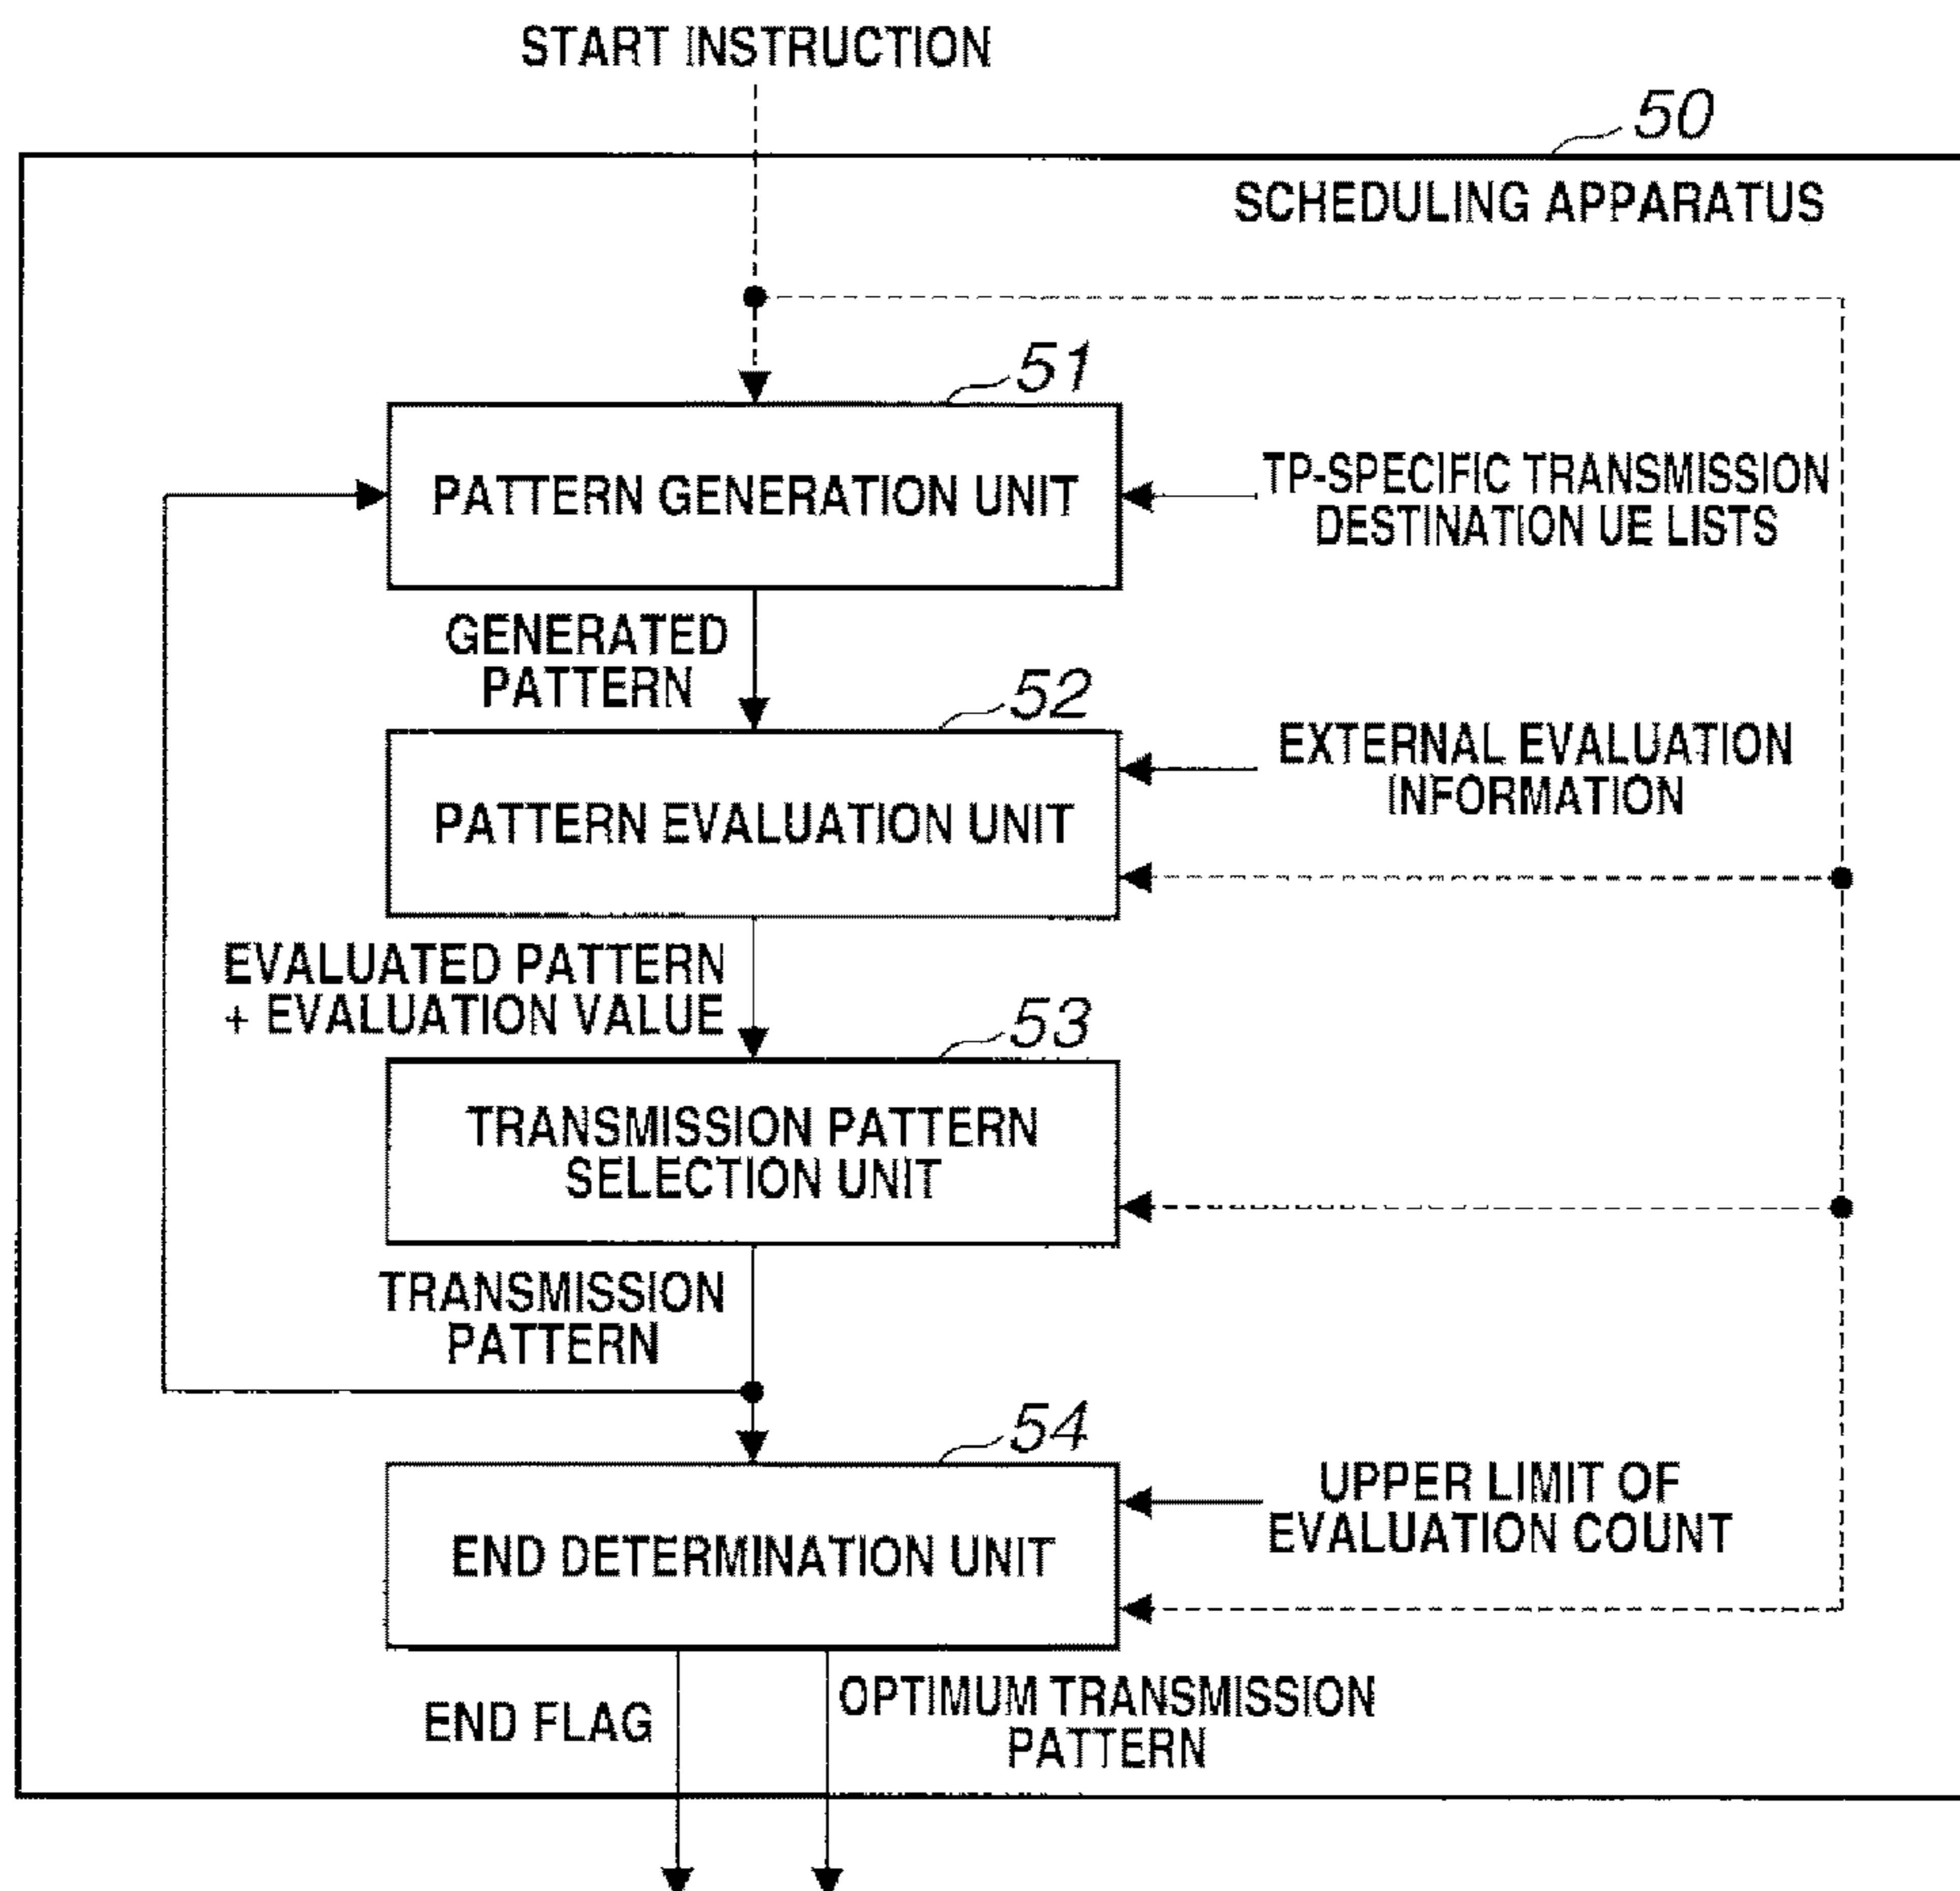 START INSTRUCTION
50
SCHEDULING APPARATUS
51
PATTERN GENERATION UNIT
TP-SPECIFIC TRANSMISSION
DESTINATION UE LISTS
GENERATED
PATTERN
52
PATTERN EVALUATION UNIT
EXTERNAL EVALUATION
INFORMATION
EVALUATED PATTERN
+ EVALUATION VALUE
53
TRANSMISSION PATTERN
SELECTION UNIT
TRANSMISSION
PATTERN
54
END DETERMINATION UNIT
UPPER LIMIT OF
EVALUATION COUNT
END FLAG
OPTIMUM TRANSMISSION
PATTERN